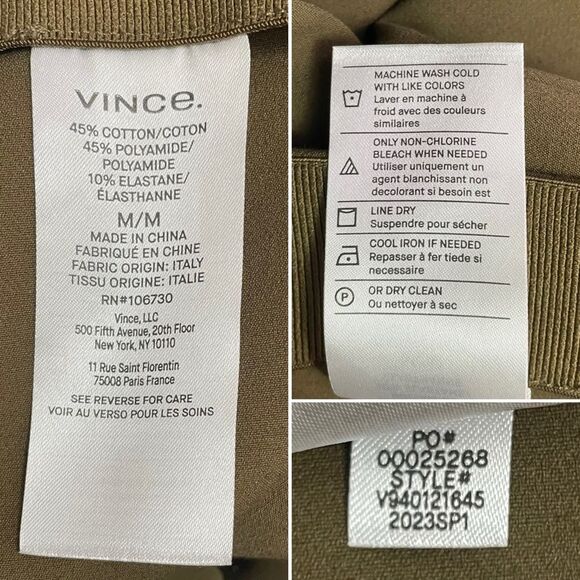 VINCe.
45% COTTON/COTON
45% POLYAMIDE/
POLYAMIDE
10% ELASTANE/
ÉLASTHANNE
M/M
MADE IN CHINA
FABRIQUÉ EN CHINE
FABRIC ORIGIN: ITALY
TISSU ORIGINE: ITALIE
RN#106730
Vince, LLC
500 Fifth Avenue, 20th Floor
New York, NY 10110
11 Rue Saint Florentin
75008 Paris France
SEE REVERSE FOR CARE
VOIR AU VERSO POUR LES SOINS
MACHINE WASH COLD
WITH LIKE COLORS
Laver en machine à
froid avec des couleurs
similaires
ONLY NON-CHLORINE
BLEACH WHEN NEEDED
Utiliser uniquement un
agent blanchissant non
decolorant si besoin est
LINE DRY
Suspendre pour sécher
COOL IRON IF NEEDED
Repasser à fer tiede si
necessaire
P
OR DRY CLEAN
Ou nettoyer à sec
PO#
00025268
STYLE#
V940121645
2023SP1